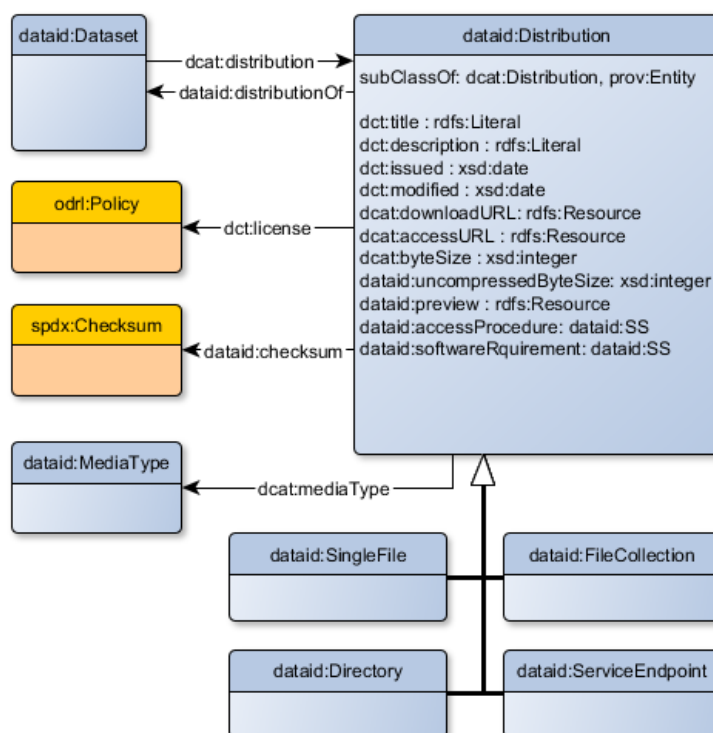 dataid:Dataset
dataid:Distribution
dcat:distribution
dataid:distributionOf
subClassOf: dcat:Distribution, prov:Entity
dct:title : rdfs:Literal
dct:description : rdfs:Literal
dct:issued : xsd:date
dct:modified : xsd:date
dcat:downloadURL: rdfs:Resource
dcat:accessURL : rdfs:Resource
dcat:byteSize : xsd:integer
dataid:uncompressedByteSize: xsd:integer
dataid:preview : rdfs:Resource
dataid:accessProcedure: dataid:SS
dataid:softwareRquirement: dataid:SS
odrl:Policy
dct:license
spdx:Checksum
dataid:checksum
dataid:MediaType
dcat:mediaType
dataid:SingleFile
dataid:FileCollection
dataid:Directory
dataid:ServiceEndpoint